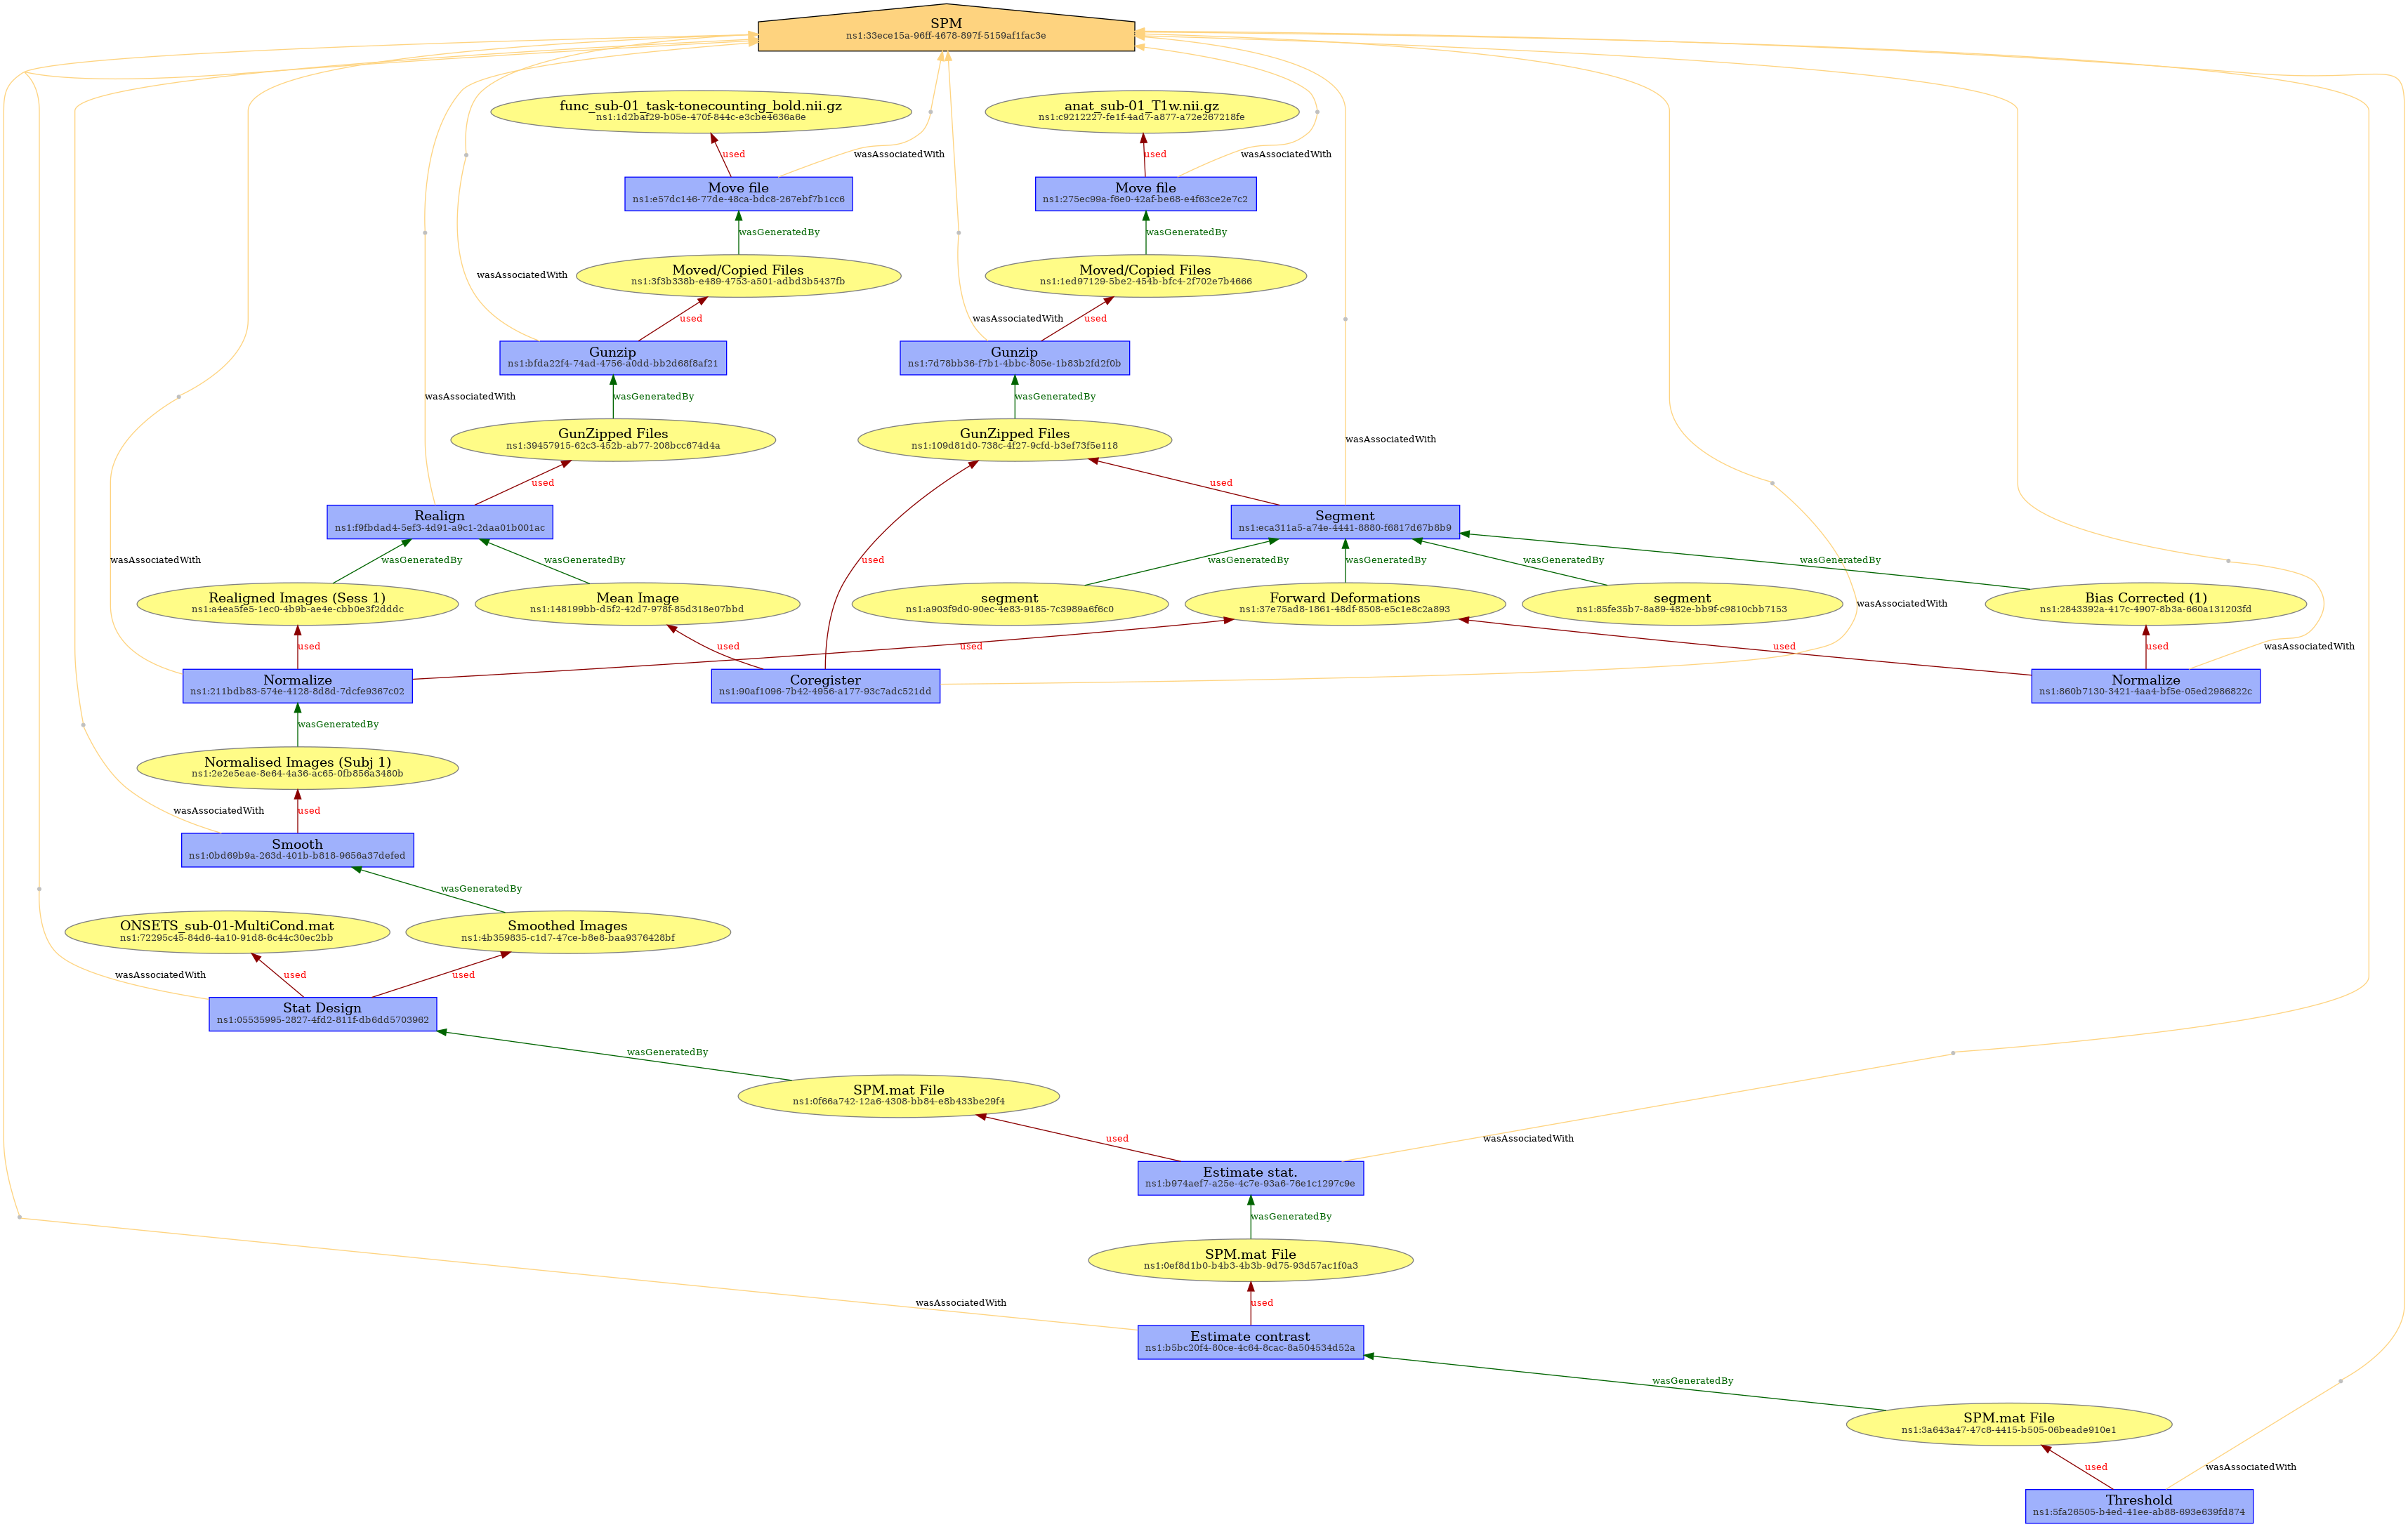 SPM
ns1:33ece15a-96ff-4678-897f-5159af1fac3e
func_sub-01_task-tonecounting_bold.nii.gz
ns1:1d2baf29-b05e-470f-844c-e3cbe4636a6e
anat_sub-01_T1w.nii.gz
ns1:c9212227-fe1f-4ad7-a877-a72e267218fe
used
wasAssociatedWith
used
wasAssociatedWith
Move file
ns1:e57dc146-77de-48ca-bdc8-267ebf7b1cc6
Move file
ns1:275ec99a-f6e0-42af-be68-e4f63ce2e7c2
wasGeneratedBy
wasGeneratedBy
Moved/Copied Files
ns1:3f3b338b-e489-4753-a501-adbd3b5437fb
Moved/Copied Files
ns1:1ed97129-5be2-454b-bfc4-2f702e7b4666
wasAssociatedWith
used
wasAssociatedWith
used
Gunzip
ns1:bfda22f4-74ad-4756-a0dd-bb2d68f8af21
Gunzip
ns1:7d78bb36-f7b1-4bbc-805e-1b83b2fd2f0b
wasAssociatedWith
wasGeneratedBy
wasGeneratedBy
GunZipped Files
ns1:39457915-62c3-452b-ab77-208bcc674d4a
GunZipped Files
ns1:109d81d0-738c-4f27-9cfd-b3ef73f5e118
wasAssociatedWith
used
used
Realign
ns1:f9fbdad4-5ef3-4d91-a9c1-2daa01b001ac
Segment
ns1:eca311a5-a74e-4441-8880-f6817d67b8b9
wasAssociatedWith
wasGeneratedBy
wasGeneratedBy
used
wasGeneratedBy
wasGeneratedBy
wasGeneratedBy
wasGeneratedBy
Realigned Images (Sess 1)
ns1:a4ea5fe5-1ec0-4b9b-ae4e-cbb0e3f2dddc
Mean Image
ns1:148199bb-d5f2-42d7-978f-85d318e07bbd
segment
ns1:a903f9d0-90ec-4e83-9185-7c3989a6f6c0
Forward Deformations
ns1:37e75ad8-1861-48df-8508-e5c1e8c2a893
segment
ns1:85fe35b7-8a89-482e-bb9f-c9810cbb7153
wasAssociatedWith
Bias Corrected (1)
ns1:2843392a-417c-4907-8b3a-660a131203fd
used
used
used
used
used
wasAssociatedWith
Normalize
ns1:211bdb83-574e-4128-8d8d-7dcfe9367c02
Coregister
ns1:90af1096-7b42-4956-a177-93c7adc521dd
Normalize
ns1:860b7130-3421-4aa4-bf5e-05ed2986822c
wasGeneratedBy
Normalised Images (Subj 1)
ns1:2e2e5eae-8e64-4a36-ac65-0fb856a3480b
wasAssociatedWith
used
Smooth
ns1:0bd69b9a-263d-401b-b818-9656a37defed
wasGeneratedBy
ONSETS_sub-01-MultiCond.mat
ns1:72295c45-84d6-4a10-91d8-6c44c30ec2bb
Smoothed Images
ns1:4b359835-c1d7-47ce-b8e8-baa9376428bf
wasAssociatedWith
used
used
Stat Design
ns1:05535995-2827-4fd2-811f-db6dd5703962
wasGeneratedBy
SPM.mat File
ns1:0f66a742-12a6-4308-bb84-e8b433be29f4
used
wasAssociatedWith
Estimate stat.
ns1:b974aef7-a25e-4c7e-93a6-76e1c1297c9e
wasGeneratedBy
SPM.mat File
ns1:0ef8d1b0-b4b3-4b3b-9d75-93d57ac1f0a3
wasAssociatedWith
used
Estimate contrast
ns1:b5bc20f4-80ce-4c64-8cac-8a504534d52a
wasGeneratedBy
SPM.mat File
ns1:3a643a47-47c8-4415-b505-06beade910e1
used
wasAssociatedWith
Threshold
ns1:5fa26505-b4ed-41ee-ab88-693e639fd874